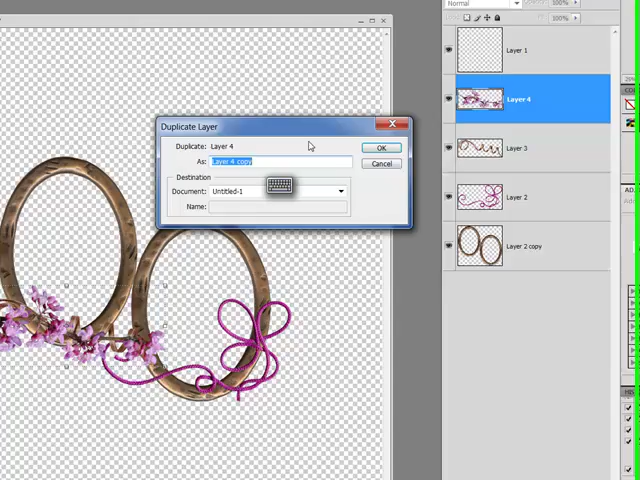 Normal
100%
100%
Layer 1
Layer 4
Layer 3
Layer 2
Layer 2 copy
Duplicate Layer
Duplicate: Layer 4
As: Layer 4 copy
OK
Cancel
Destination
Document: Untitled-1
Name: